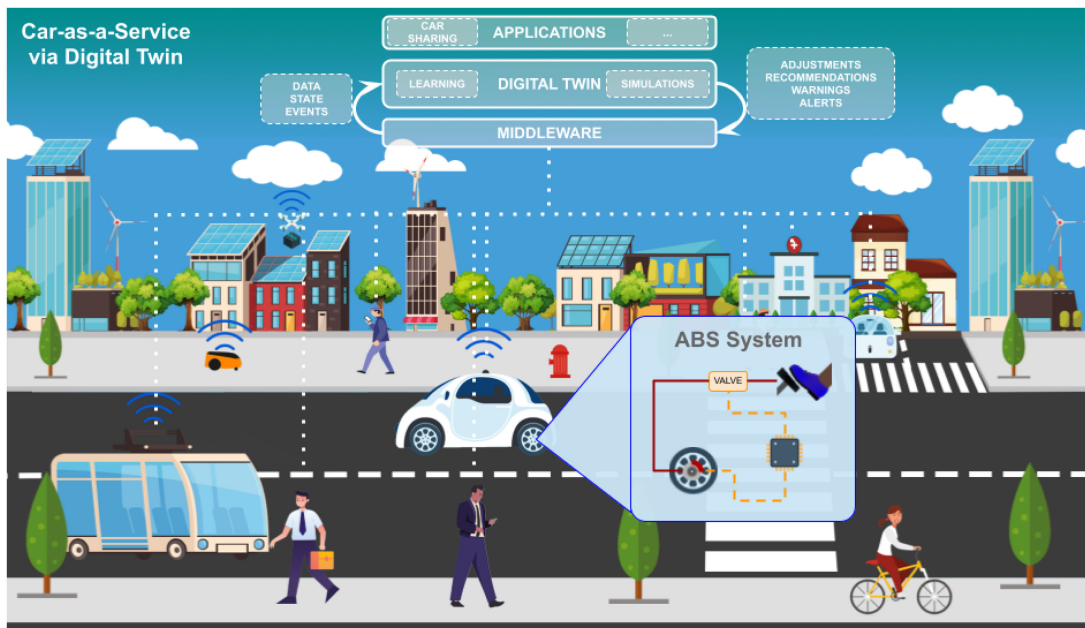 Car-as-a-Service
via Digital Twin
CAR
SHARING
APPLICATIONS
...
DATA
STATE
EVENTS
LEARNING
DIGITAL TWIN
SIMULATIONS
ADJUSTMENTS
RECOMMENDATIONS
WARNINGS
ALERTS
MIDDLEWARE
ABS System
VALVE